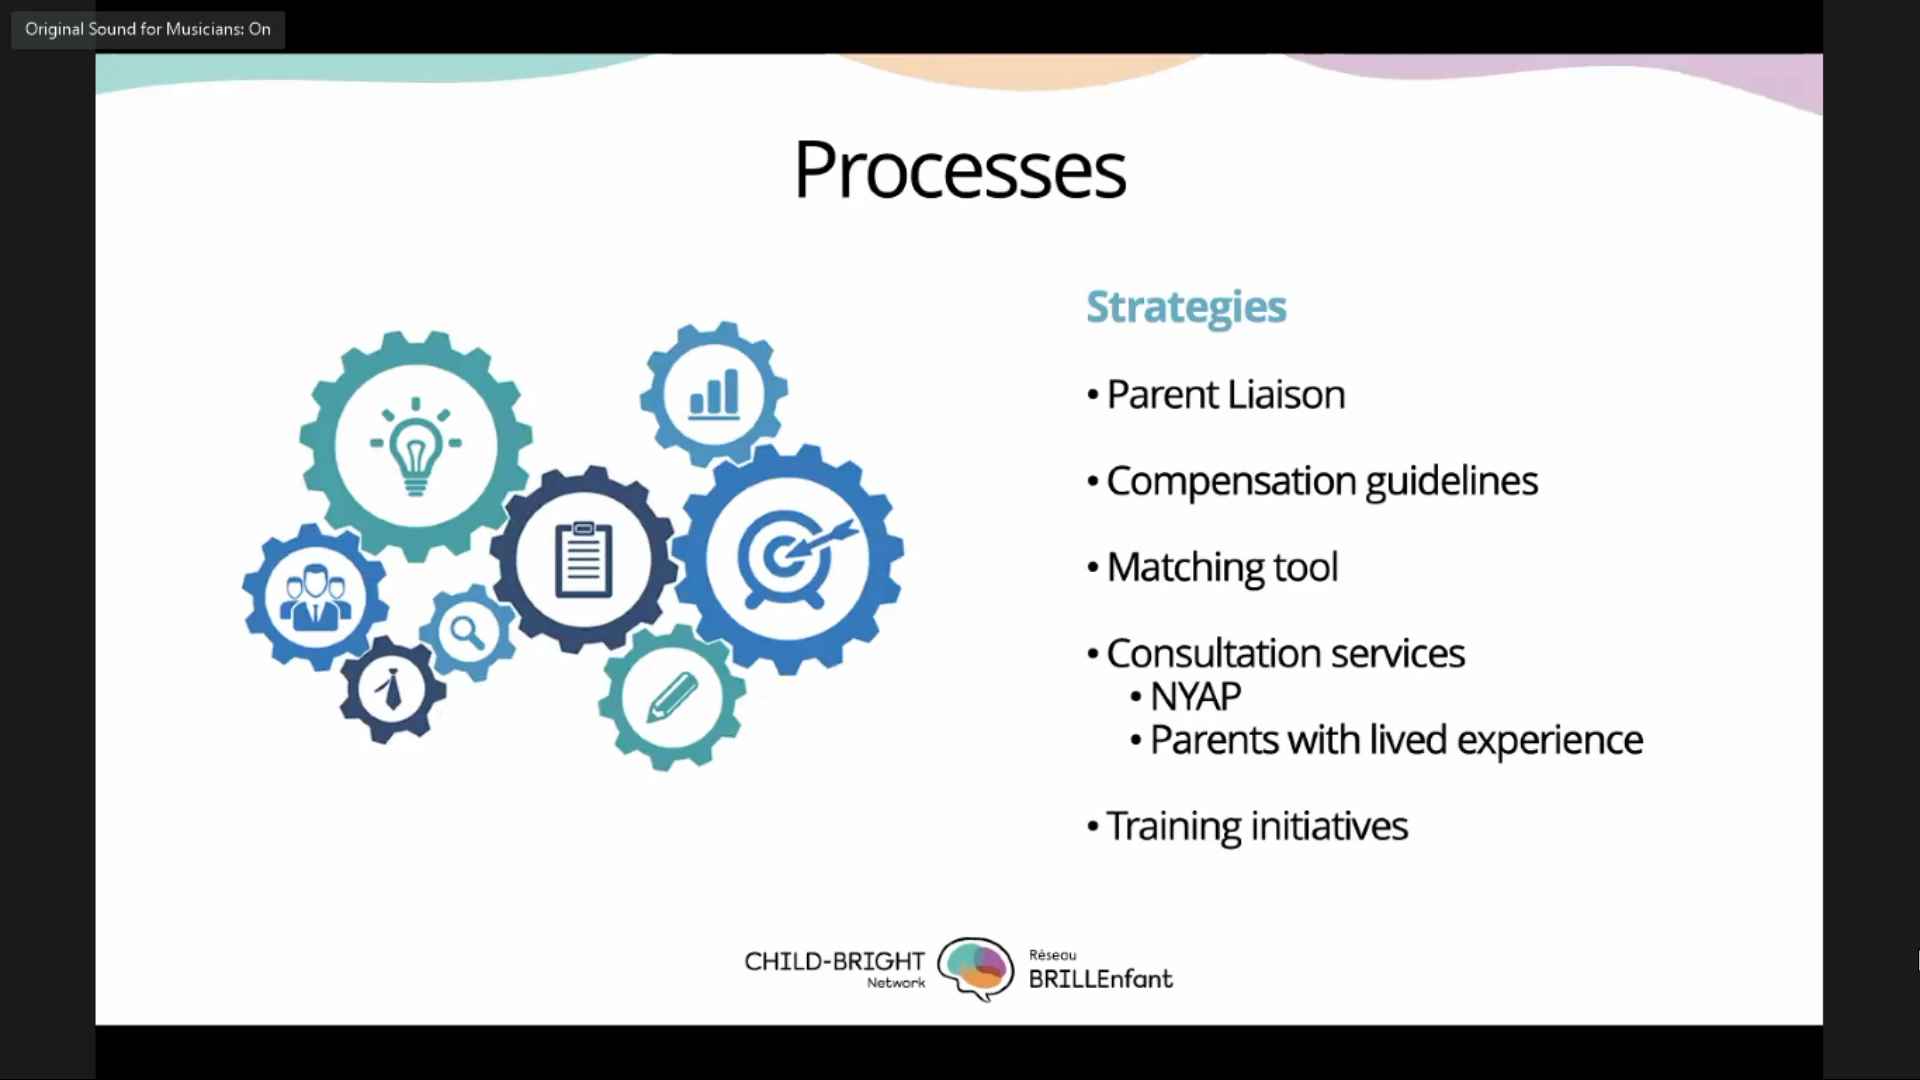 Original Sound for Musicians: On
Processes
Strategies
• Parent Liaison
• Compensation guidelines
• Matching tool
• Consultation services
• NYAP
• Parents with lived experience
• Training initiatives
CHILD-BRIGHT
Network
Réseau
BRILLEnfant